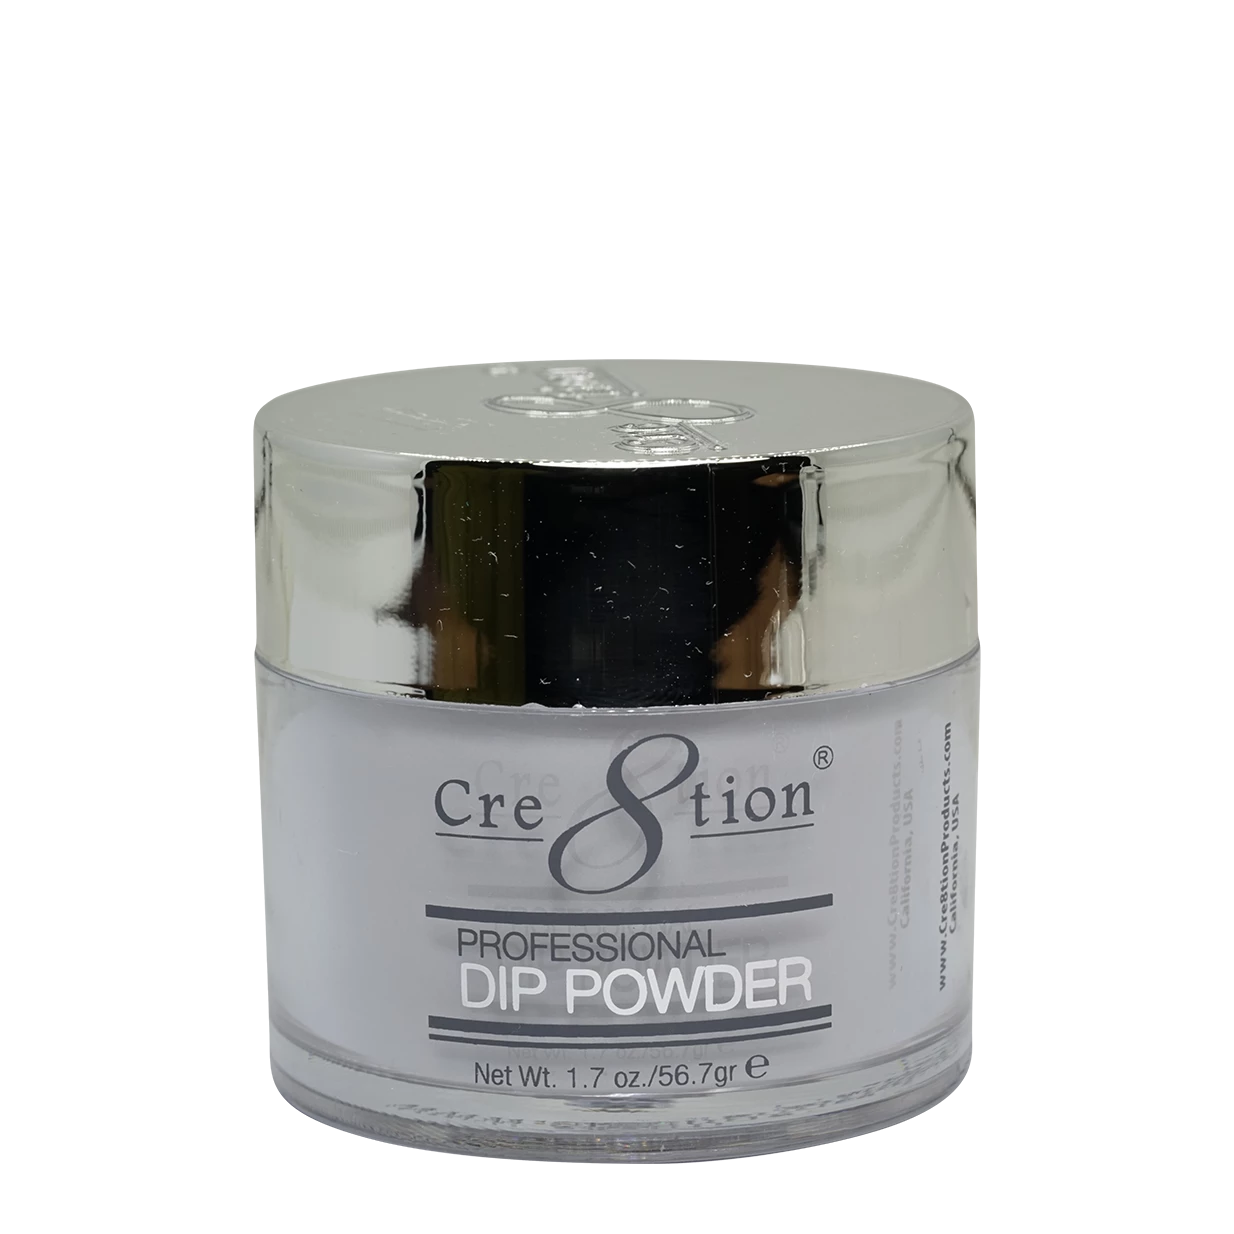 Cre8tion®
PROFESSIONAL
DIP POWDER
Net Wt. 1.7 oz./56.7gr ℮
www.Cre8tionProducts.com
California, USA